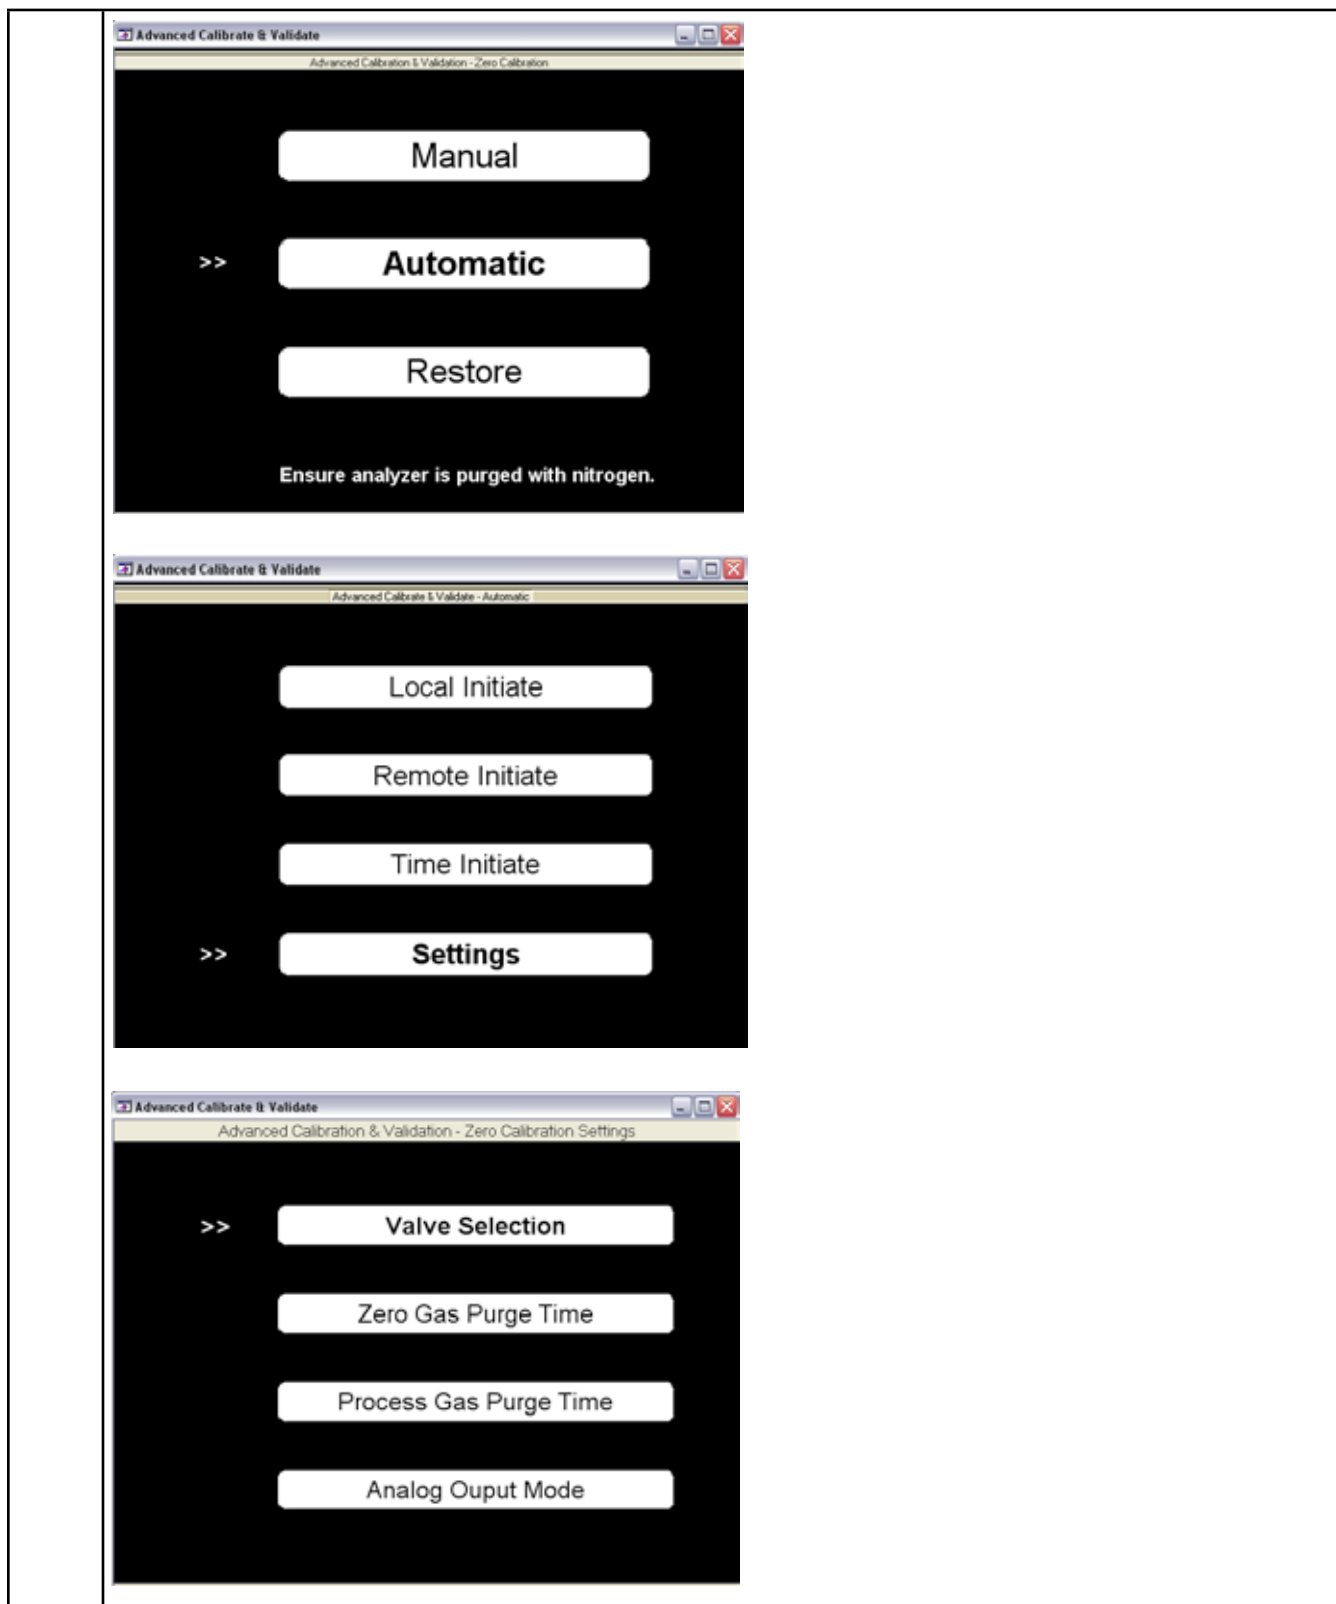 Advanced Calibrate & Validate
Advanced Calibration & Validation - Zero Calibration
Manual
>> Automatic
Restore
Ensure analyzer is purged with nitrogen.
Advanced Calibrate & Validate
Advanced Calibrate & Validate - Automatic
Local Initiate
Remote Initiate
Time Initiate
>> Settings
Advanced Calibrate & Validate
Advanced Calibration & Validation - Zero Calibration Settings
>> Valve Selection
Zero Gas Purge Time
Process Gas Purge Time
Analog Ouput Mode